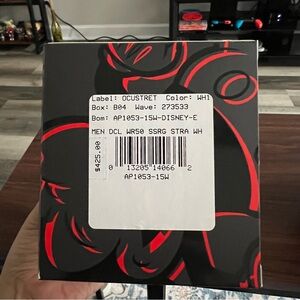 Label: OCUSTRET Color: WH1
Box: B04 Wave: 273533
Bom: AP1053-15W-DISNEY-E
MEN DCL WR50 SSRG STRA WH
$425.00
0 13205 14066 2
AP1053-15W